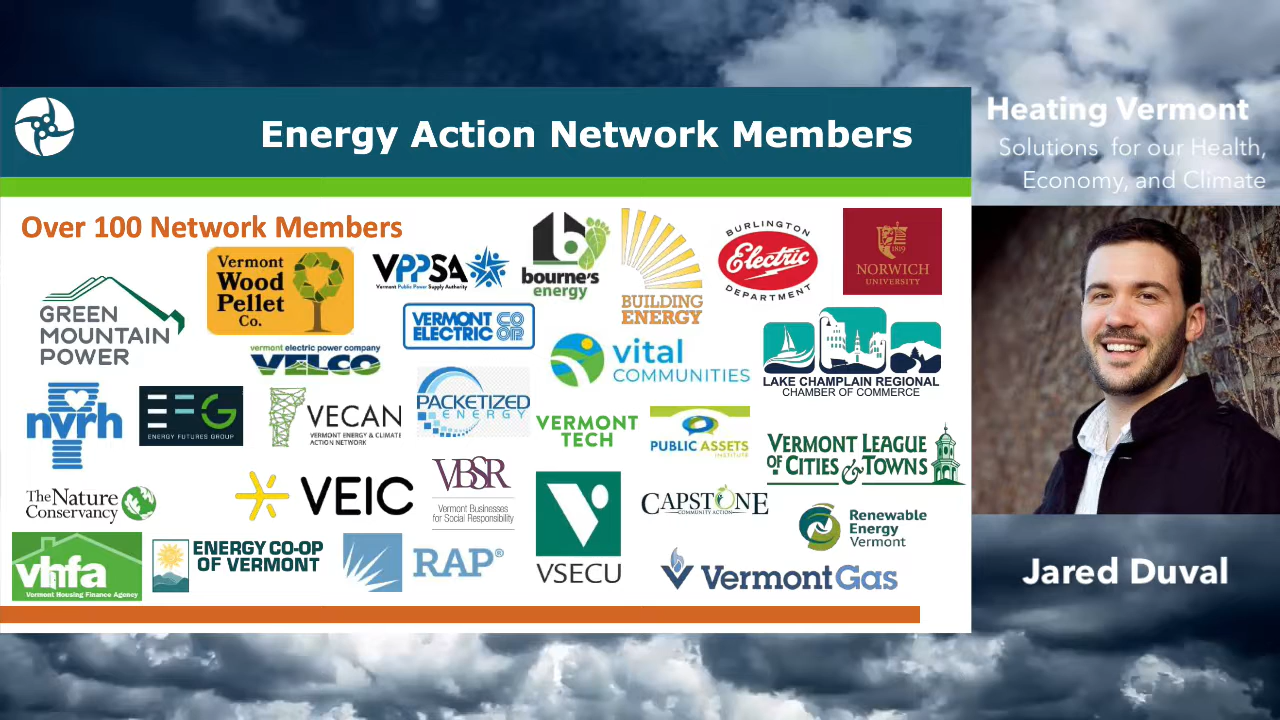 Energy Action Network Members
Heating Vermont
Solutions for our Health,
Economy, and Climate
Over 100 Network Members
GREEN
MOUNTAIN
POWER
Vermont
Wood
Pellet
Co.
VPPSA
Vermont Public Power Supply Authority
bourne's
energy
BUILDING
ENERGY
BURLINGTON
Electric
DEPARTMENT
1819
NORWICH
UNIVERSITY
VERMONT
ELECTRIC
CO
OP
vermont electric power company
VELCO
vital
COMMUNITIES
LAKE CHAMPLAIN REGIONAL
CHAMBER OF COMMERCE
nvrh
EFG
ENERGY FUTURES GROUP
VECAN
VERMONT ENERGY & CLIMATE
ACTION NETWORK
PACKETIZED
ENERGY
VERMONT
TECH
PUBLIC ASSETS
INSTITUTE
VERMONT LEAGUE
OF CITIES & TOWNS
The Nature
Conservancy
VEIC
VBSR
Vermont Businesses
for Social Responsibility
VSECU
CAPSTONE
COMMUNITY ACTION
Renewable
Energy
Vermont
vhfa
Vermont Housing Finance Agency
ENERGY CO-OP
OF VERMONT
RAP®
VermontGas
Jared Duval